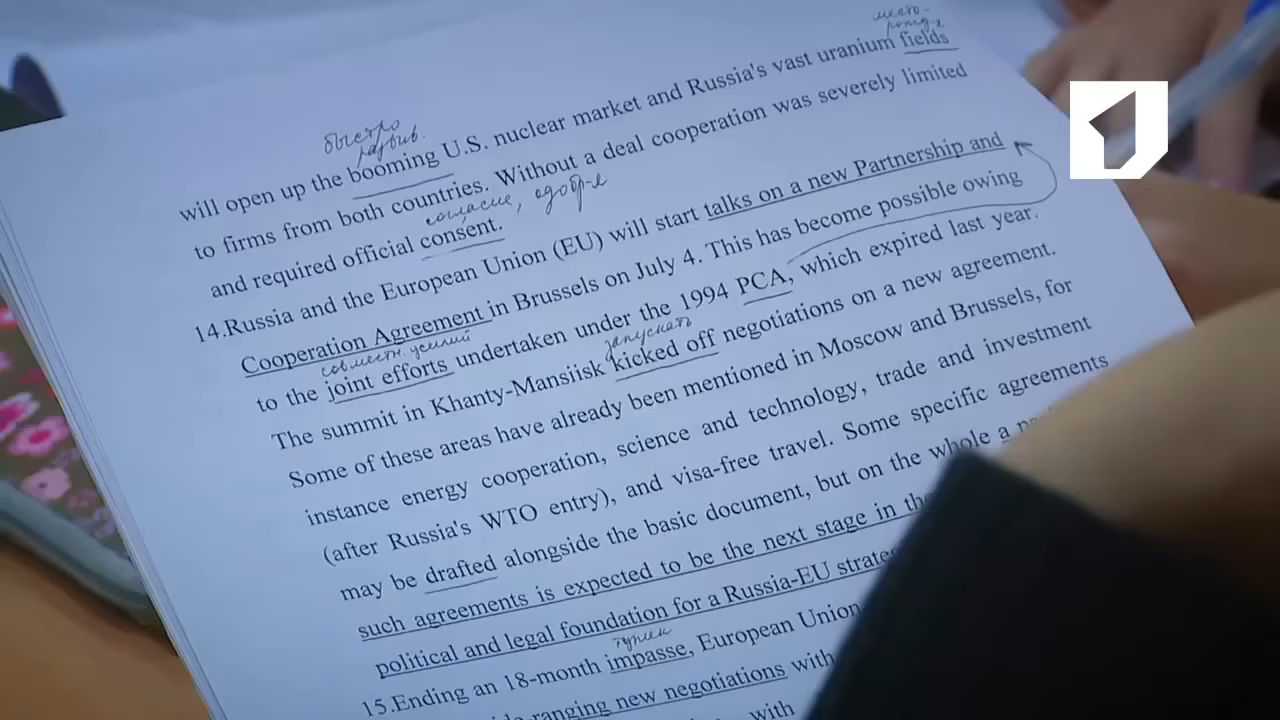 место-
рожд-я
will open up the booming U.S. nuclear market and Russia's vast uranium fields
быстро
развив.
to firms from both countries. Without a deal cooperation was severely limited
согласие, одобр-е
and required official consent.
14.Russia and the European Union (EU) will start talks on a new Partnership and
Cooperation Agreement in Brussels on July 4. This has become possible owing
совместн. усилий
to the joint efforts undertaken under the 1994 PCA, which expired last year.
запускать
The summit in Khanty-Mansiisk kicked off negotiations on a new agreement.
Some of these areas have already been mentioned in Moscow and Brussels, for
instance energy cooperation, science and technology, trade and investment
(after Russia's WTO entry), and visa-free travel. Some specific agreements
may be drafted alongside the basic document, but on the whole a
such agreements is expected to be the next stage in the
political and legal foundation for a Russia-EU
тупик
15.Ending an 18-month impasse, European Union
ranging new negotiations with
with